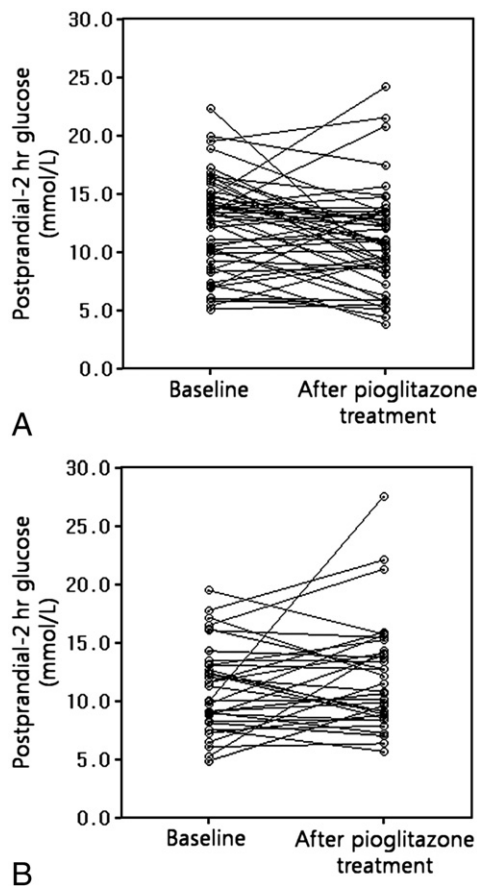 30.0
25.0
20.0
15.0
10.0
5.0
0.0
Postprandial-2 hr glucose
(mmol/L)
Baseline
After pioglitazone
treatment
A
30.0
25.0
20.0
15.0
10.0
5.0
0.0
Postprandial-2 hr glucose
(mmol/L)
Baseline
After pioglitazone
treatment
B